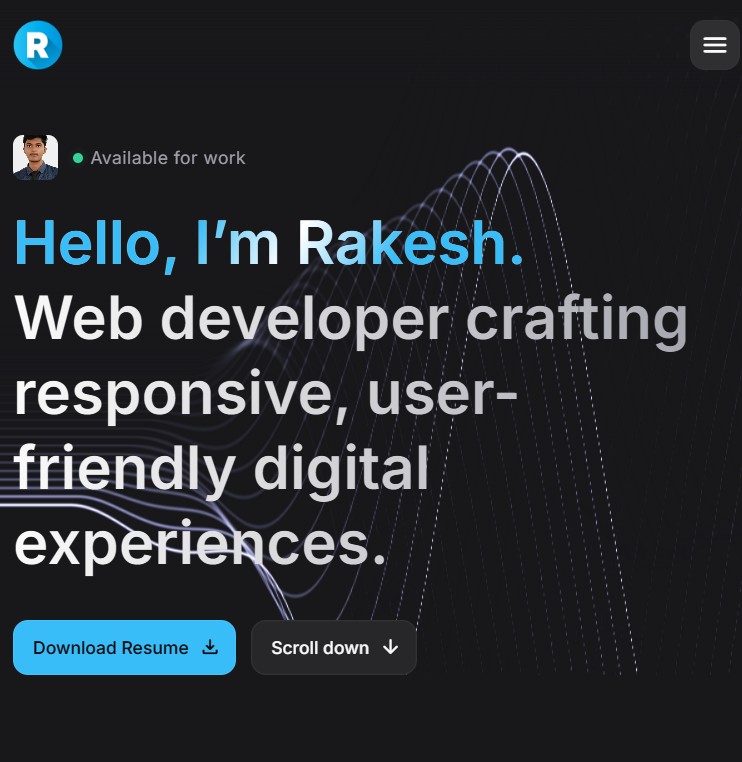 R
Available for work
Hello, I’m Rakesh.
Web developer crafting
responsive, user-
friendly digital
experiences.
Download Resume
Scroll down